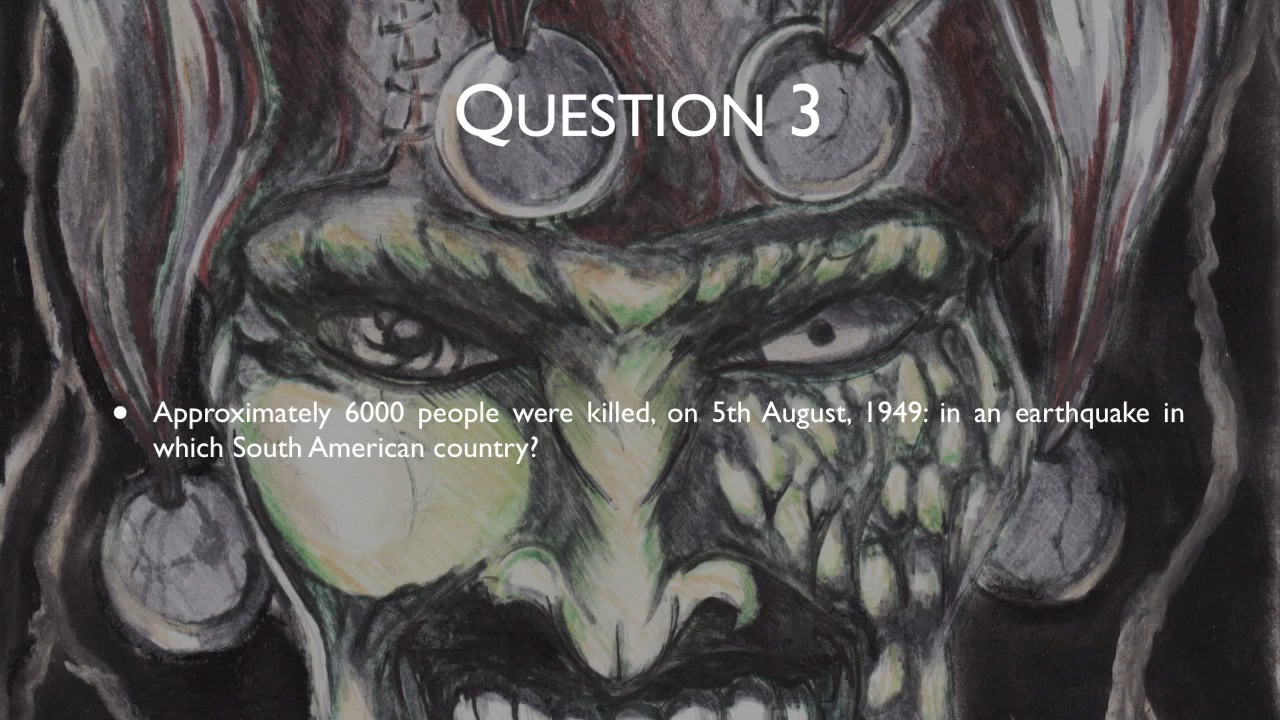 QUESTION 3
● Approximately 6000 people were killed, on 5th August, 1949: in an earthquake in
which South American country?